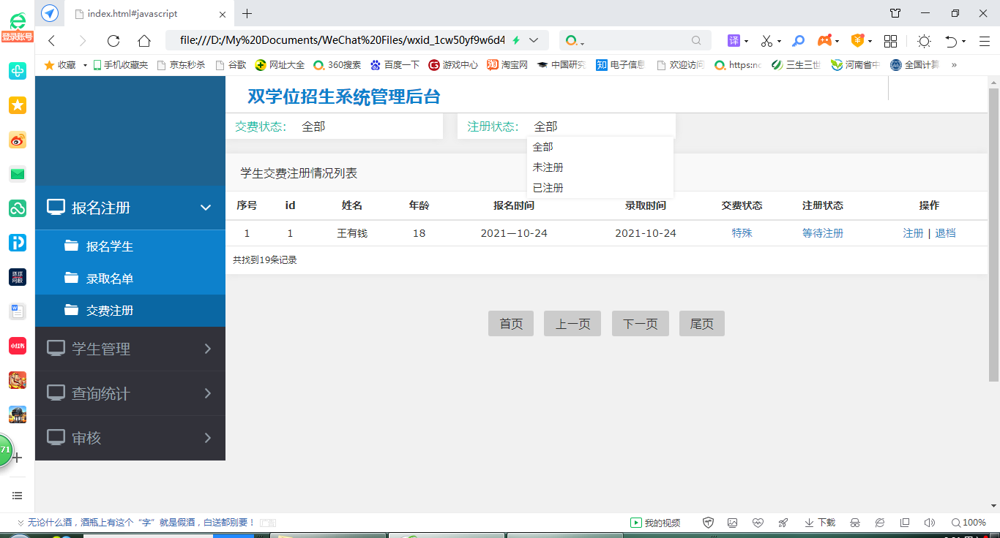 index.html#javascript
登录账号
file:///D:/My%20Documents/WeChat%20Files/wxid_1cw50yf9w6d4
译
收藏 手机收藏夹 京东秒杀 谷歌 网址大全 360搜索 百度一下 游戏中心 淘宝网 中国研究 电子信息 欢迎访问 https:nc 三生三世 河南省中 全国计算 »
双学位招生系统管理后台
交费状态： 全部 注册状态： 全部
全部
未注册
已注册
学生交费注册情况列表
序号 id 姓名 年龄 报名时间 录取时间 交费状态 注册状态 操作
1 1 王有钱 18 2021—10-24 2021-10-24 特殊 等待注册 注册 | 退档
共找到19条记录
首页 上一页 下一页 尾页
报名注册
报名学生
录取名单
交费注册
学生管理
查询统计
审核
环球网校
小红书
71
无论什么酒，酒瓶上有这个“字”就是假酒，白送都别要！ 广告
我的视频 下载 100%